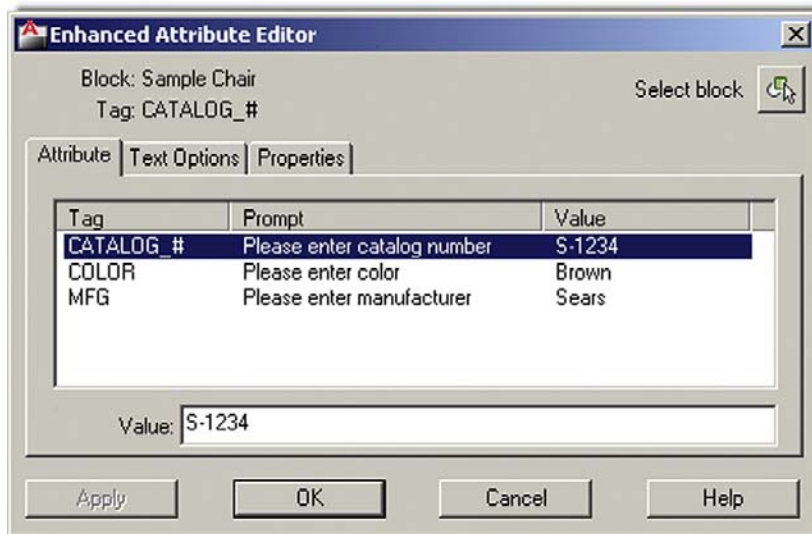 Enhanced Attribute Editor
Block: Sample Chair
Tag: CATALOG_#
Select block
Attribute Text Options Properties
Tag Prompt Value
CATALOG_# Please enter catalog number S-1234
COLOR Please enter color Brown
MFG Please enter manufacturer Sears
Value: S-1234
Apply OK Cancel Help